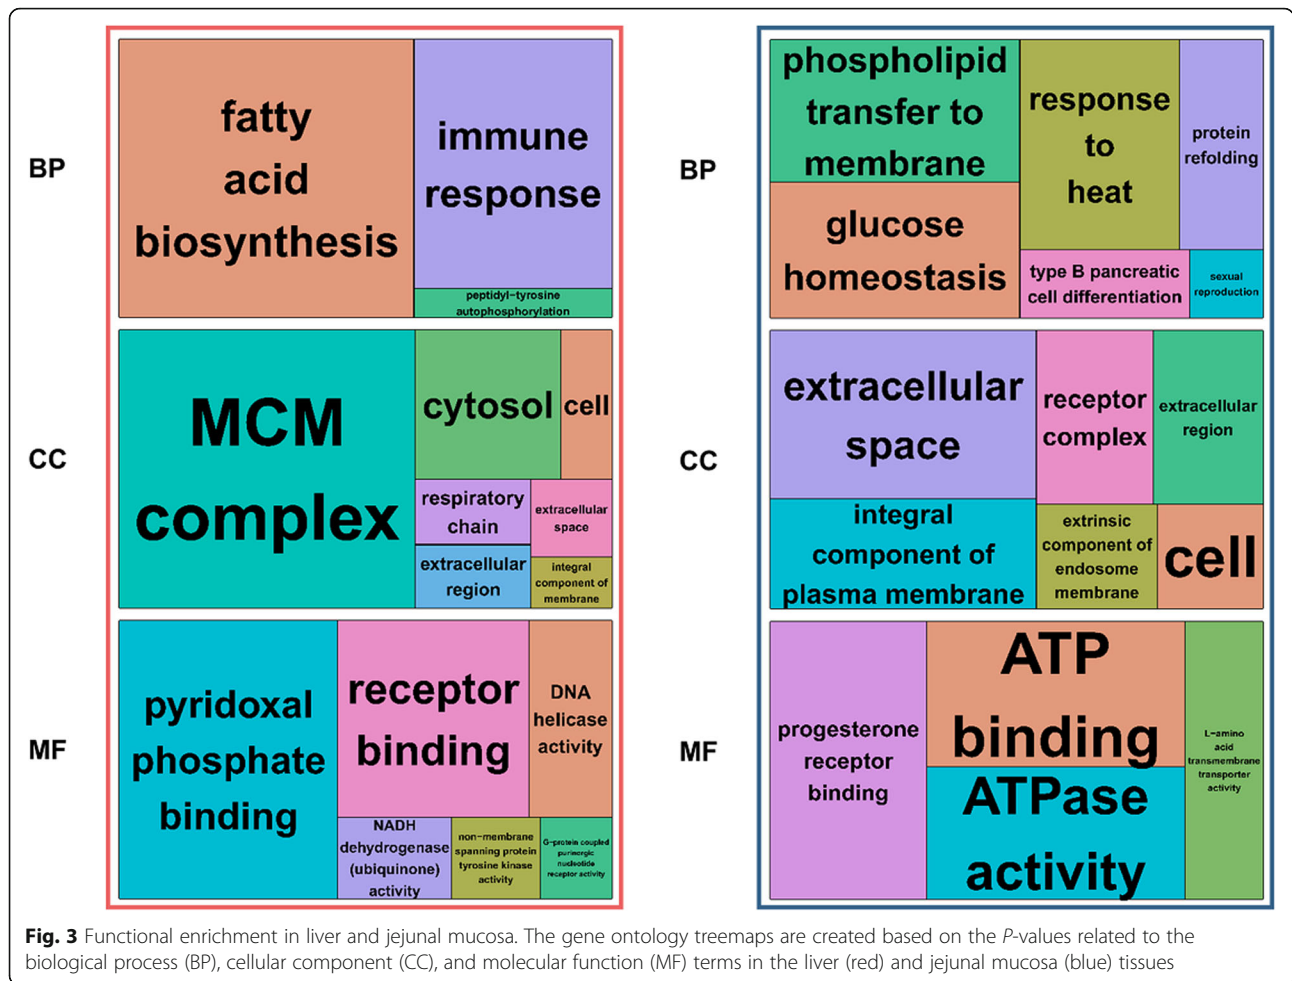 BP
fatty
acid
biosynthesis
immune
response
peptidyl−tyrosine
autophosphorylation
CC
MCM
complex
cytosol
cell
respiratory
chain
extracellular
space
extracellular
region
integral
component of
membrane
MF
pyridoxal
phosphate
binding
receptor
binding
DNA
helicase
activity
NADH
dehydrogenase
(ubiquinone)
activity
non−membrane
spanning protein
tyrosine kinase
activity
G−protein coupled
purinergic
nucleotide
receptor activity
BP
phospholipid
transfer to
membrane
glucose
homeostasis
response
to
heat
protein
refolding
type B pancreatic
cell differentiation
sexual
reproduction
CC
extracellular
space
integral
component of
plasma membrane
receptor
complex
extracellular
region
extrinsic
component of
endosome
membrane
cell
MF
progesterone
receptor
binding
ATP
binding
ATPase
activity
L−amino
acid
transmembrane
transporter
activity
Fig. 3 Functional enrichment in liver and jejunal mucosa. The gene ontology treemaps are created based on the P-values related to the
biological process (BP), cellular component (CC), and molecular function (MF) terms in the liver (red) and jejunal mucosa (blue) tissues